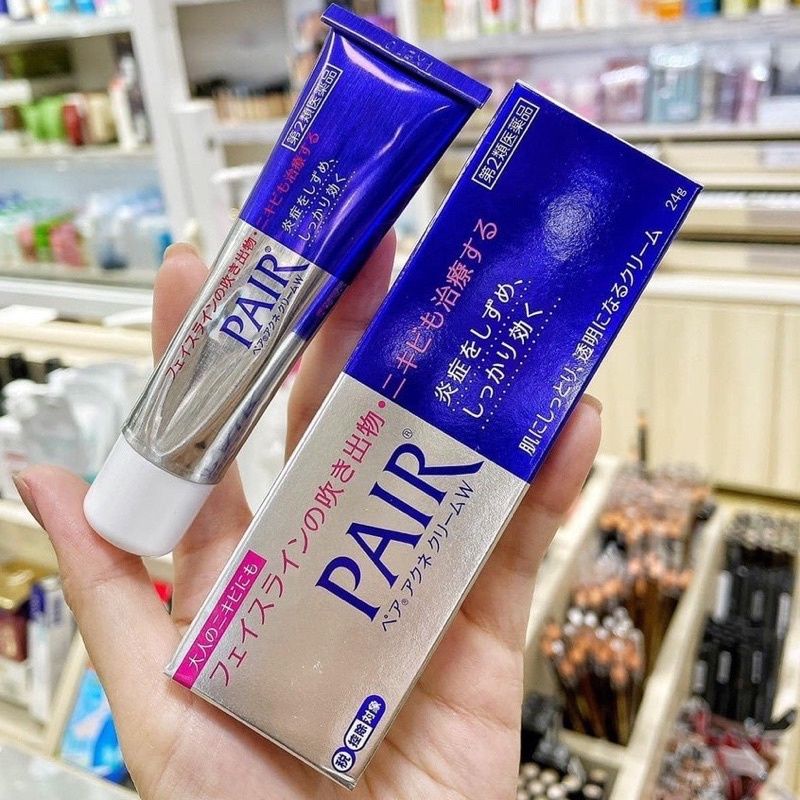 第2類医薬品
フェイスラインの吹き出物・ニキビも治療する
炎症をしずめ、
しっかり効く
PAIR®
ペア®アクネクリームW
第2類医薬品
24g
大人のニキビにも
フェイスラインの吹き出物・ニキビも治療する
炎症をしずめ、
しっかり効く
肌にしっとり、透明になるクリーム
PAIR®
ペア®アクネクリームW
税 控除対象